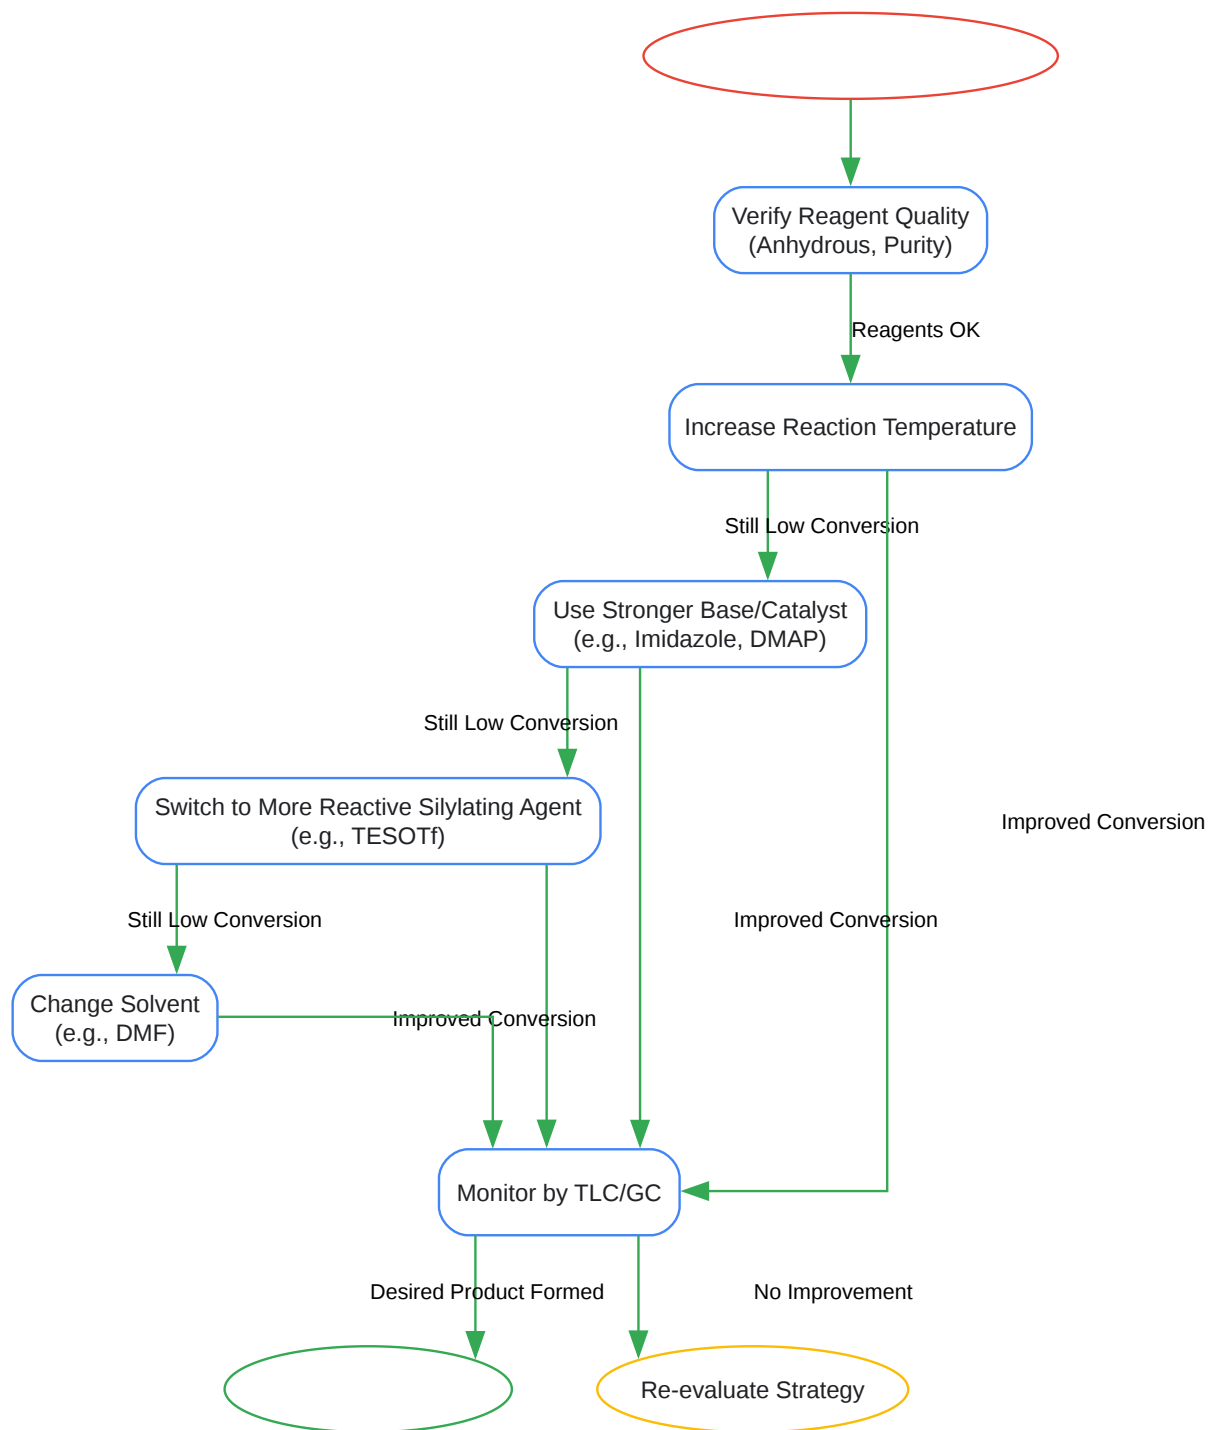 Verify Reagent Quality
(Anhydrous, Purity)
Reagents OK
Increase Reaction Temperature
Still Low Conversion
Use Stronger Base/Catalyst
(e.g., Imidazole, DMAP)
Still Low Conversion
Switch to More Reactive Silylating Agent
(e.g., TESOTf)
Improved Conversion
Still Low Conversion
Improved Conversion
Change Solvent
(e.g., DMF)
Improved Conversion
Monitor by TLC/GC
Desired Product Formed
No Improvement
Re-evaluate Strategy